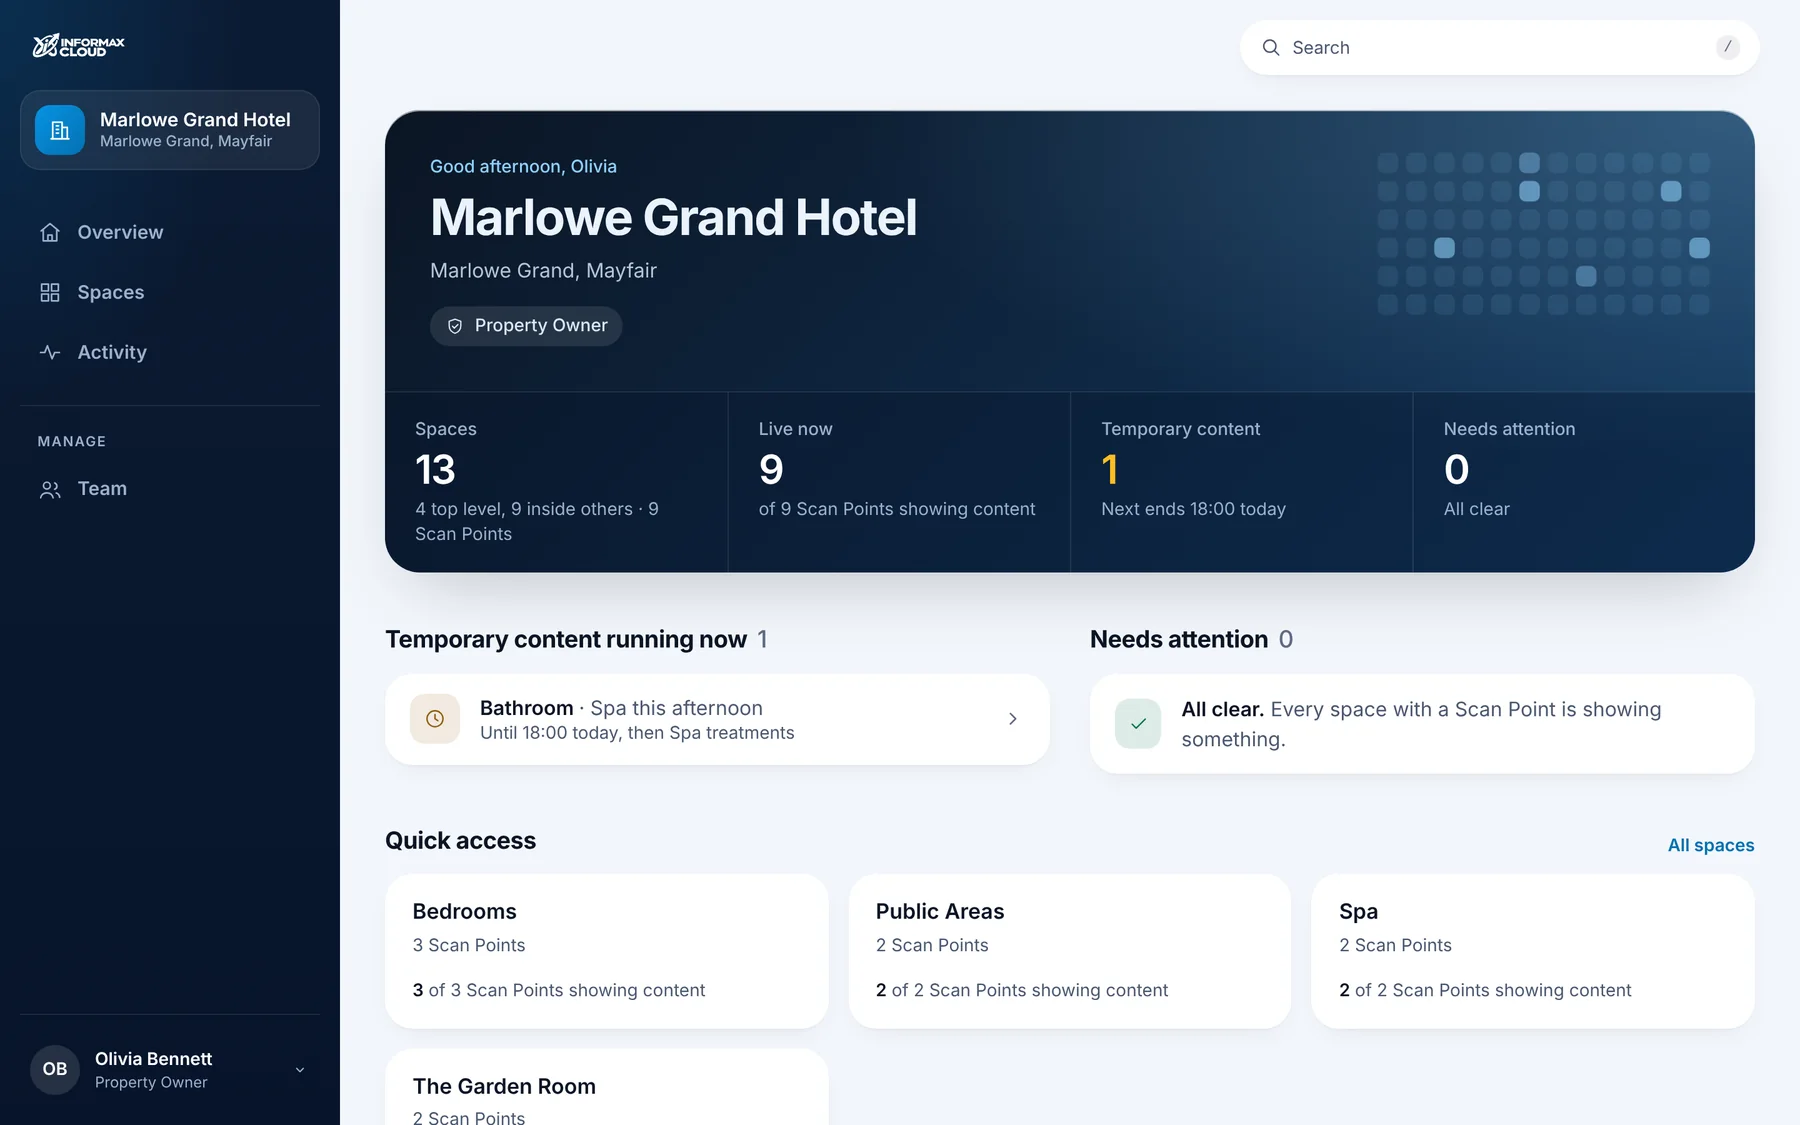 INFORMAX
CLOUD
Marlowe Grand Hotel
Marlowe Grand, Mayfair
Overview
Spaces
Activity
MANAGE
Team
OB
Olivia Bennett
Property Owner
Search
/
Good afternoon, Olivia
Marlowe Grand Hotel
Marlowe Grand, Mayfair
Property Owner
Spaces
13
4 top level, 9 inside others · 9
Scan Points
Live now
9
of 9 Scan Points showing content
Temporary content
1
Next ends 18:00 today
Needs attention
0
All clear
Temporary content running now 1
Bathroom · Spa this afternoon
Until 18:00 today, then Spa treatments
Needs attention 0
All clear. Every space with a Scan Point is showing
something.
Quick access
All spaces
Bedrooms
3 Scan Points
3 of 3 Scan Points showing content
Public Areas
2 Scan Points
2 of 2 Scan Points showing content
Spa
2 Scan Points
2 of 2 Scan Points showing content
The Garden Room
2 Scan Points